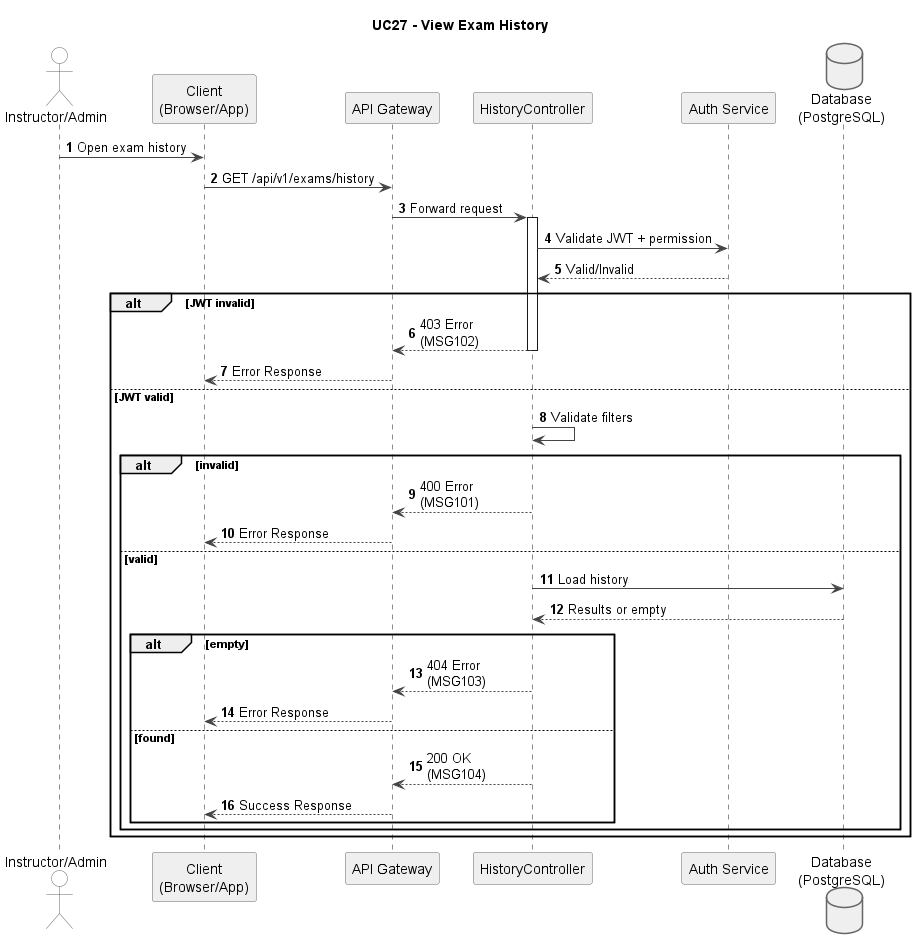 UC27 - View Exam History
Instructor/Admin
Client
(Browser/App)
API Gateway
HistoryController
Auth Service
Database
(PostgreSQL)
1 Open exam history
2 GET /api/v1/exams/history
3 Forward request
4 Validate JWT + permission
5 Valid/Invalid
alt [JWT invalid]
6 403 Error
(MSG102)
7 Error Response
[JWT valid]
8 Validate filters
alt [invalid]
9 400 Error
(MSG101)
10 Error Response
[valid]
11 Load history
12 Results or empty
alt [empty]
13 404 Error
(MSG103)
14 Error Response
[found]
15 200 OK
(MSG104)
16 Success Response
Instructor/Admin
Client
(Browser/App)
API Gateway
HistoryController
Auth Service
Database
(PostgreSQL)